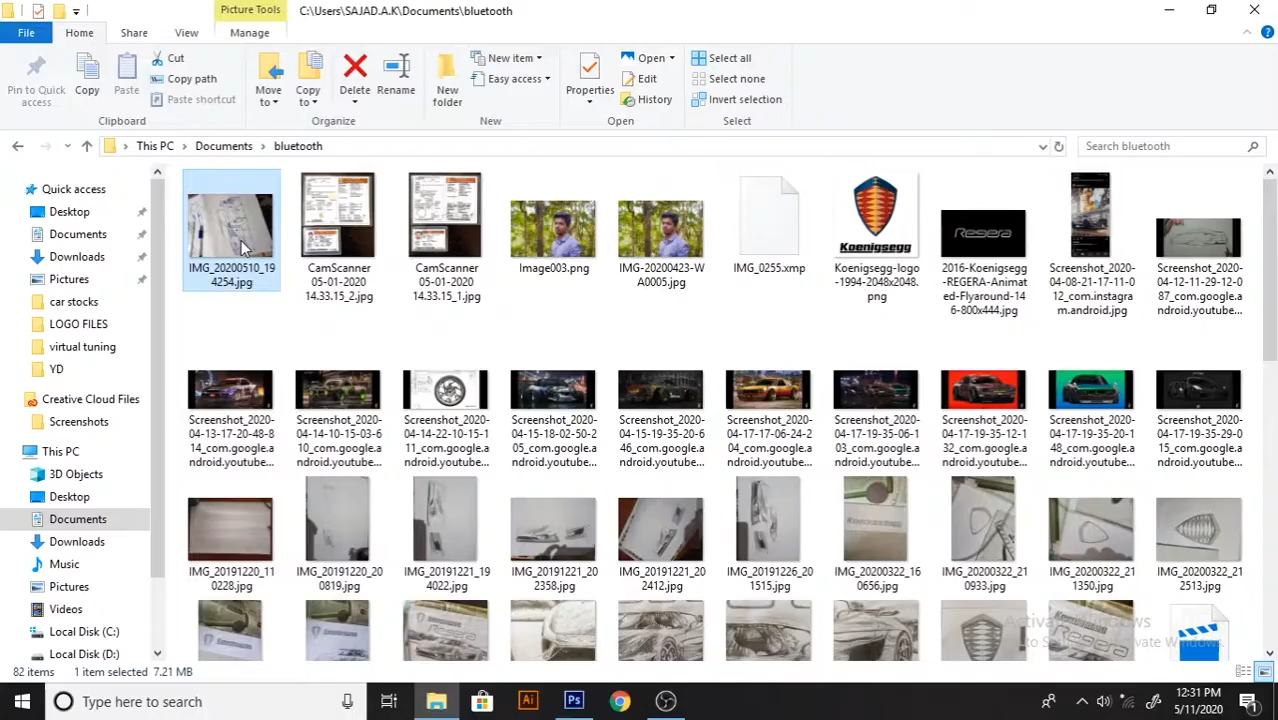 Picture Tools
C:\Users\SAJAD.A.K\Documents\bluetooth
File
Home
Share
View
Manage
Pin to Quick access...
Copy
Paste
Cut
Copy path
Paste shortcut
Move to
Copy to
Delete
Rename
New folder
New item
Easy access
Properties
Open
Edit
History
Select all
Select none
Invert selection
Clipboard
Organize
New
Open
Select
This PC
Documents
bluetooth
Search bluetooth
Quick access
Desktop
Documents
Downloads
Pictures
car stocks
LOGO FILES
virtual tuning
YD
Creative Cloud Files
Screenshots
This PC
3D Objects
Desktop
Documents
Downloads
Music
Pictures
Videos
Local Disk (C:)
Local Disk (D:)
IMG_20200510_19
4254.jpg
CamScanner
05-01-2020
14.33.15_2.jpg
CamScanner
05-01-2020
14.33.15_1.jpg
Image003.png
IMG-20200423-W
A0005.jpg
IMG_0255.xmp
Koenigsegg
Koenigsegg-logo
-1994-2048x2048.
png
REGERA
2016-Koenigsegg
-REGERA-Animat
ed-Flyaround-14
6-800x444.jpg
Screenshot_2020-
04-08-21-17-11-0
12_com.instagra
m.android.jpg
Screenshot_2020-
04-12-11-29-12-0
87_com.google.a
ndroid.youtube...
Screenshot_2020-
04-13-17-20-48-8
14_com.google.a
ndroid.youtube...
Screenshot_2020-
04-14-10-15-03-6
10_com.google.a
ndroid.youtube...
Screenshot_2020-
04-14-22-10-15-1
11_com.google.a
ndroid.youtube...
Screenshot_2020-
04-15-18-02-50-2
05_com.google.a
ndroid.youtube...
Screenshot_2020-
04-15-19-35-20-6
46_com.google.a
ndroid.youtube...
Screenshot_2020-
04-17-17-06-24-2
04_com.google.a
ndroid.youtube...
Screenshot_2020-
04-17-19-35-06-1
03_com.google.a
ndroid.youtube...
Screenshot_2020-
04-17-19-35-12-1
32_com.google.a
ndroid.youtube...
Screenshot_2020-
04-17-19-35-20-1
48_com.google.a
ndroid.youtube...
Screenshot_2020-
04-17-19-35-29-0
15_com.google.a
ndroid.youtube...
IMG_20191220_11
0228.jpg
IMG_20191220_20
0819.jpg
IMG_20191221_19
4022.jpg
IMG_20191221_20
2358.jpg
IMG_20191221_20
2412.jpg
IMG_20191226_20
1515.jpg
IMG_20200322_16
0656.jpg
IMG_20200322_21
0933.jpg
IMG_20200322_21
1350.jpg
IMG_20200322_21
2513.jpg
Activate Windows
82 items
1 item selected 7.21 MB
Type here to search
Ai
Ps
12:31 PM
5/11/2020
1